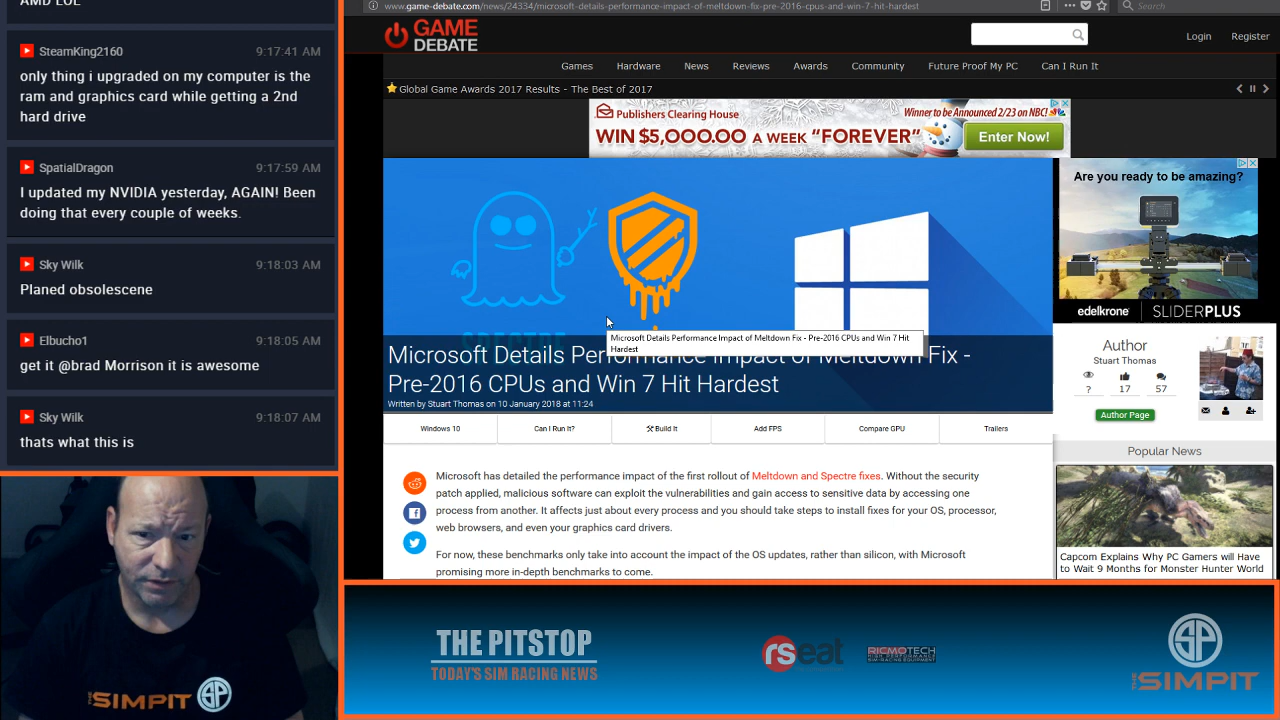 AMD LOL
SteamKing2160 9:17:41 AM
only thing i upgraded on my computer is the
ram and graphics card while getting a 2nd
hard drive
SpatialDragon 9:17:59 AM
I updated my NVIDIA yesterday, AGAIN! Been
doing that every couple of weeks.
Sky Wilk 9:18:03 AM
Planed obsolescene
Elbucho1 9:18:05 AM
get it @brad Morrison it is awesome
Sky Wilk 9:18:07 AM
thats what this is
THE SIMPIT SP
www.game-debate.com/news/24334/microsoft-details-performance-impact-of-meltdown-fix-pre-2016-cpus-and-win-7-hit-hardest
Search
GAME
DEBATE
Login Register
Games Hardware News Reviews Awards Community Future Proof My PC Can I Run It
Global Game Awards 2017 Results - The Best of 2017
Publishers Clearing House
WIN $5,000.00 A WEEK "FOREVER"
Winner to be Announced 2/23 on NBC!
Enter Now!
SPECTRE
Microsoft Details Performance Impact of Meltdown Fix - Pre-2016 CPUs and Win 7 Hit
Hardest
Microsoft Details Performance Impact of Meltdown Fix -
Pre-2016 CPUs and Win 7 Hit Hardest
Written by Stuart Thomas on 10 January 2018 at 11:24
Windows 10 Can I Run It? Build It Add FPS Compare GPU Trailers
Microsoft has detailed the performance impact of the first rollout of Meltdown and Spectre fixes. Without the security
patch applied, malicious software can exploit the vulnerabilities and gain access to sensitive data by accessing one
process from another. It affects just about every process and you should take steps to install fixes for your OS, processor,
web browsers, and even your graphics card drivers.
For now, these benchmarks only take into account the impact of the OS updates, rather than silicon, with Microsoft
promising more in-depth benchmarks to come.
Are you ready to be amazing?
edelkrone SLIDERPLUS
Author
Stuart Thomas
? 17 57
Author Page
Popular News
Capcom Explains Why PC Gamers will Have
to Wait 9 Months for Monster Hunter World
THE PITSTOP
TODAY'S SIM RACING NEWS
rseat
RICMOTECH
HIGH PERFORMANCE
SIM-RACING EQUIPMENT
SP
THE SIMPIT